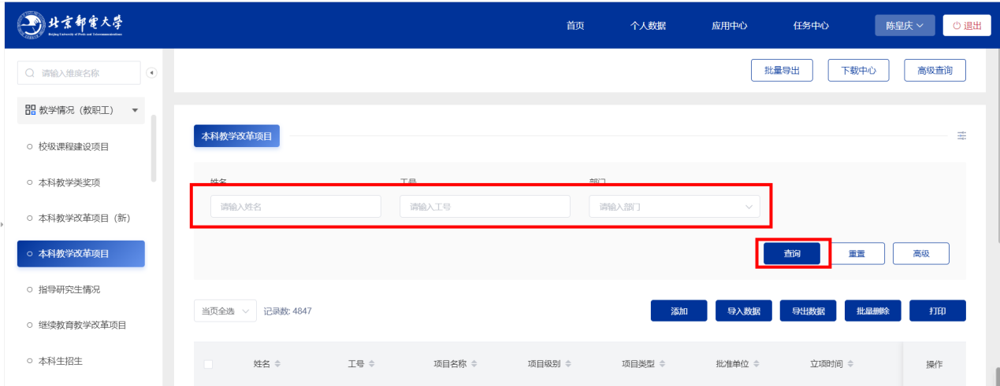 北京邮电大学
Beijing University of Posts and Telecommunications
首页 个人数据 应用中心 任务中心 陈皇庆 退出
请输入维度名称
批量导出 下载中心 高级查询
教学情况（教职工）
本科教学改革项目
校级课程建设项目
姓名 工号 部门
本科教学类奖项
请输入姓名 请输入工号 请输入部门
本科教学改革项目（新）
本科教学改革项目
查询 重置 高级
指导研究生情况
当页全选 记录数: 4847
添加 导入数据 导出数据 批量删除 打印
继续教育教学改革项目
本科生招生
姓名 工号 项目名称 项目级别 项目类型 批准单位 立项时间 操作